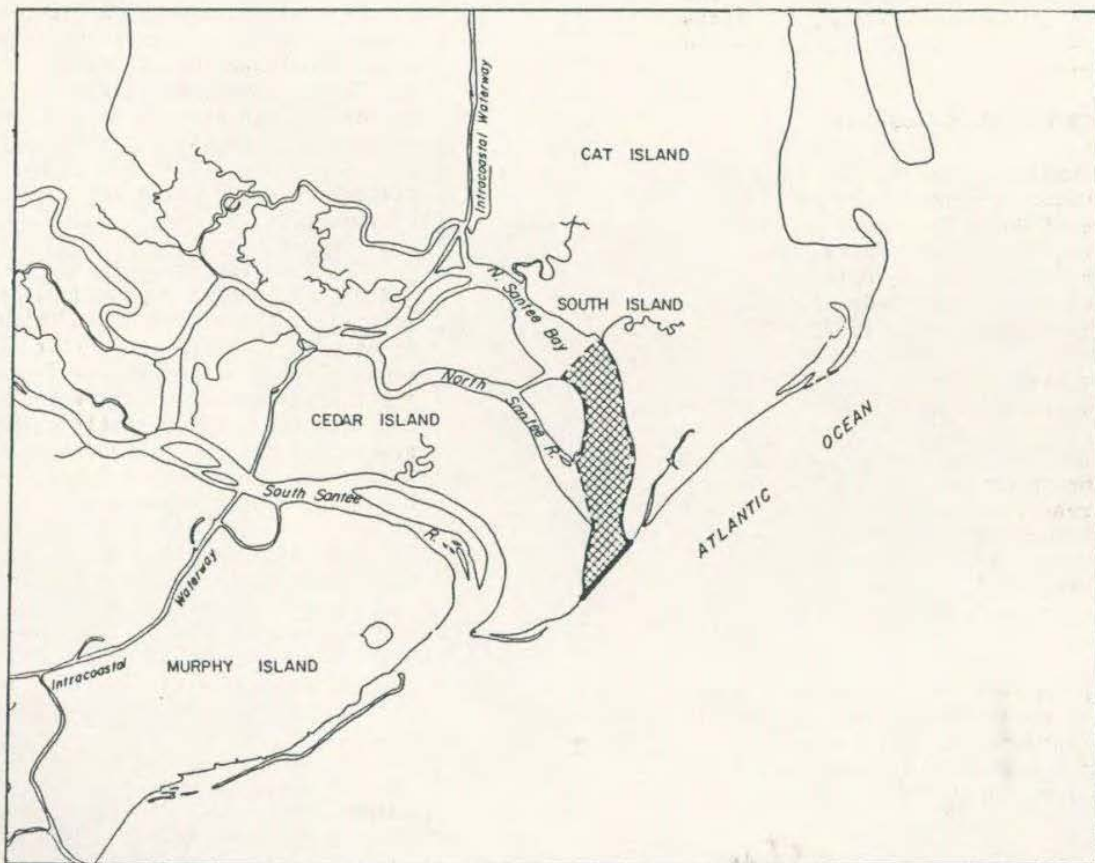 Intracoastal Waterway
CAT ISLAND
N. Santee Bay
SOUTH ISLAND
North
Santee R.
CEDAR ISLAND
OCEAN
ATLANTIC
South Santee
R.
Waterway
Intracoastal
MURPHY ISLAND